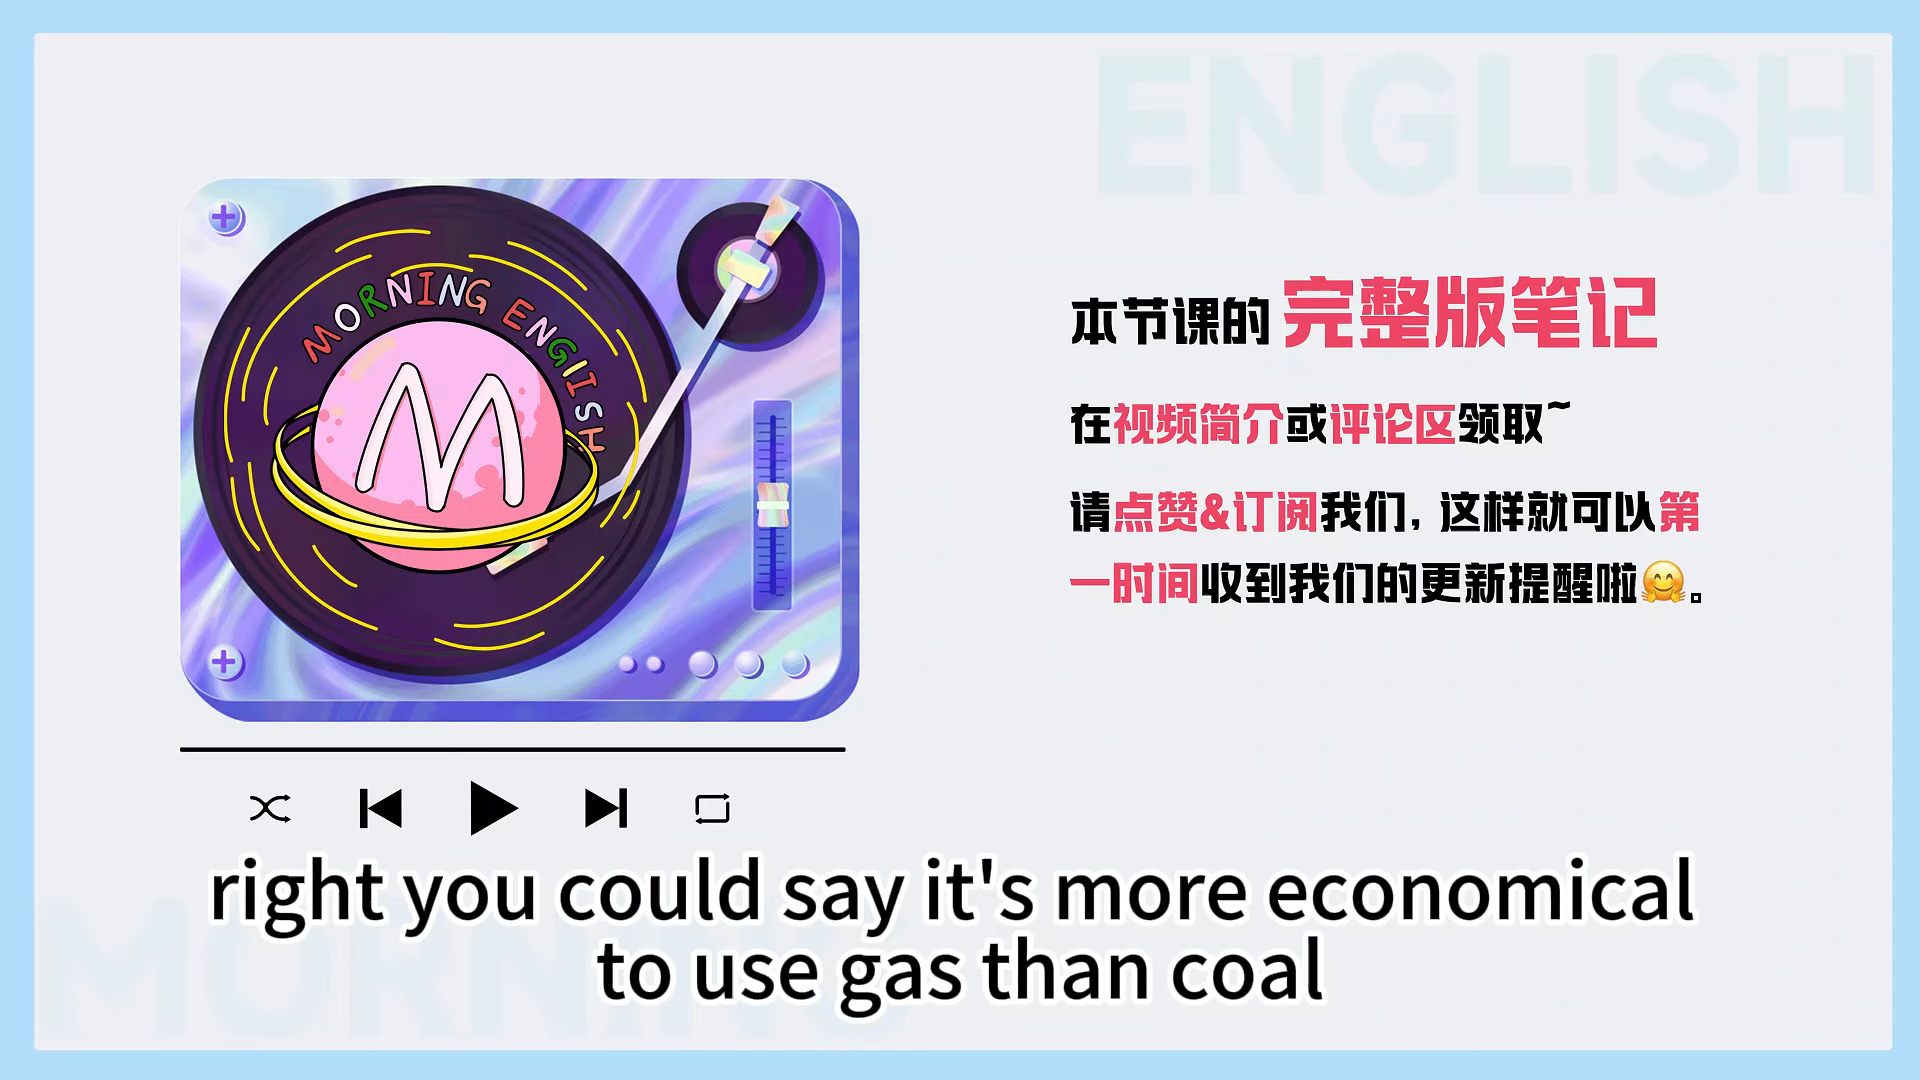 ENGLISH
MORNING ENGLISH
M
本节课的 完整版笔记
在视频简介或评论区领取~
请点赞&订阅我们，这样就可以第
一时间收到我们的更新提醒啦🤗。
right you could say it's more economical
to use gas than coal
MORNING